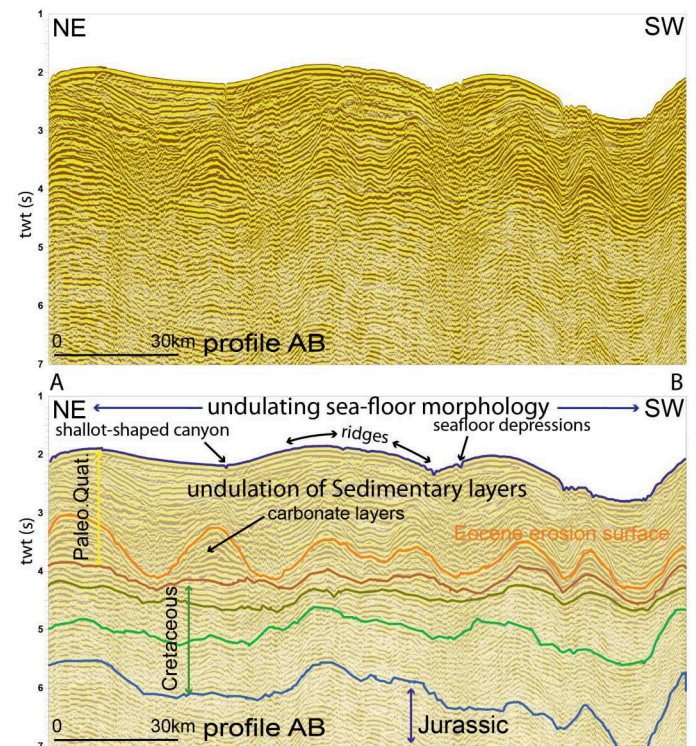 1
NE
SW
2
3
4
twt (s)
5
6
0 30km profile AB
7
A B
1
NE undulating sea-floor morphology SW
shallot-shaped canyon ridges seafloor depressions
2
Paleo.Quat.
undulation of Sedimentary layers
3
carbonate layers
Eocene erosion surface
twt (s)
4
Cretaceous
5
6
0 30km profile AB
Jurassic
7